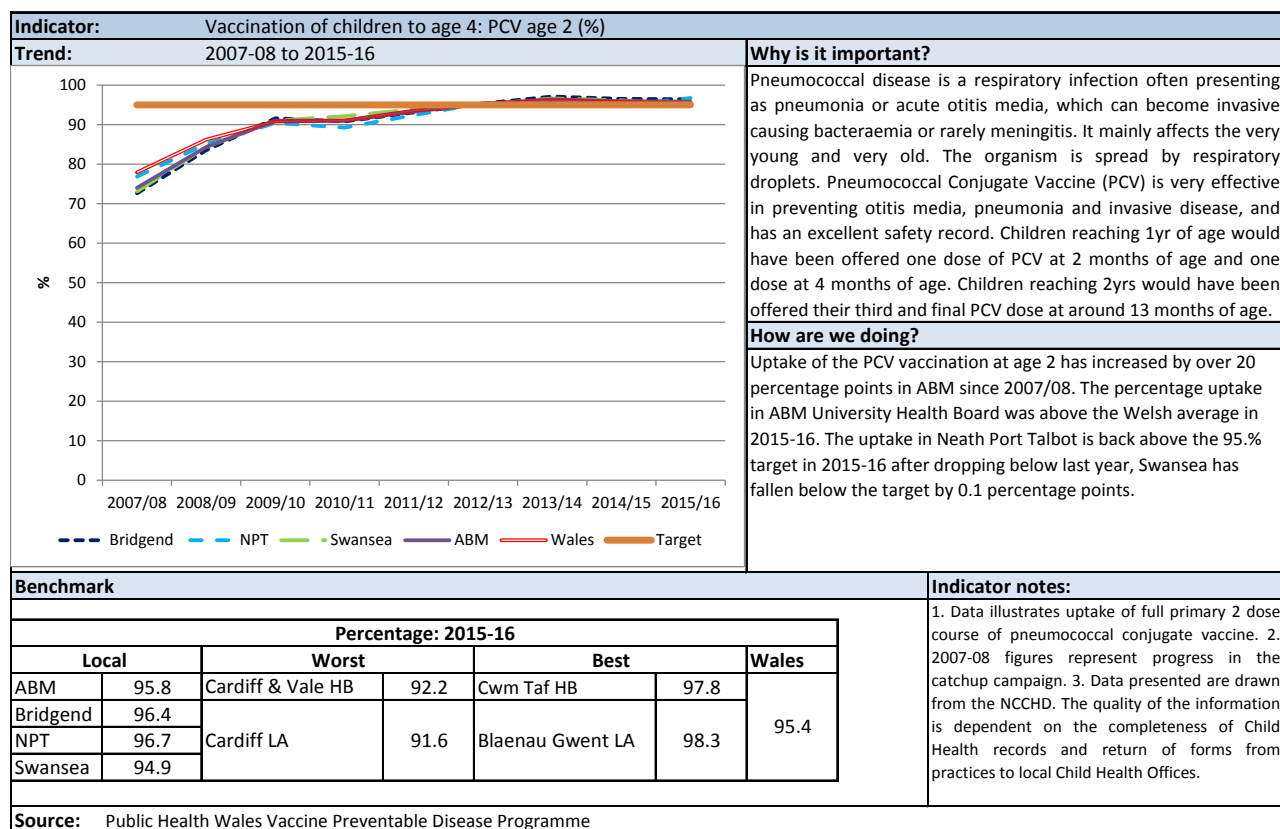 Indicator: Vaccination of children to age 4: PCV age 2 (%)
Trend: 2007-08 to 2015-16
100
90
80
70
60
50
40
30
20
10
0
%
2007/08 2008/09 2009/10 2010/11 2011/12 2012/13 2013/14 2014/15 2015/16
Bridgend NPT Swansea ABM Wales Target
Why is it important?
Pneumococcal disease is a respiratory infection often presenting
as pneumonia or acute otitis media, which can become invasive
causing bacteraemia or rarely meningitis. It mainly affects the very
young and very old. The organism is spread by respiratory
droplets. Pneumococcal Conjugate Vaccine (PCV) is very effective
in preventing otitis media, pneumonia and invasive disease, and
has an excellent safety record. Children reaching 1yr of age would
have been offered one dose of PCV at 2 months of age and one
dose at 4 months of age. Children reaching 2yrs would have been
offered their third and final PCV dose at around 13 months of age.
How are we doing?
Uptake of the PCV vaccination at age 2 has increased by over 20
percentage points in ABM since 2007/08. The percentage uptake
in ABM University Health Board was above the Welsh average in
2015-16. The uptake in Neath Port Talbot is back above the 95.%
target in 2015-16 after dropping below last year, Swansea has
fallen below the target by 0.1 percentage points.
Benchmark
Percentage: 2015-16
Local Worst Best Wales
ABM 95.8 Cardiff & Vale HB 92.2 Cwm Taf HB 97.8
Bridgend 96.4
95.4
NPT 96.7 Cardiff LA 91.6 Blaenau Gwent LA 98.3
Swansea 94.9
Indicator notes:
1. Data illustrates uptake of full primary 2 dose
course of pneumococcal conjugate vaccine. 2.
2007-08 figures represent progress in the
catchup campaign. 3. Data presented are drawn
from the NCCHD. The quality of the information
is dependent on the completeness of Child
Health records and return of forms from
practices to local Child Health Offices.
Source: Public Health Wales Vaccine Preventable Disease Programme